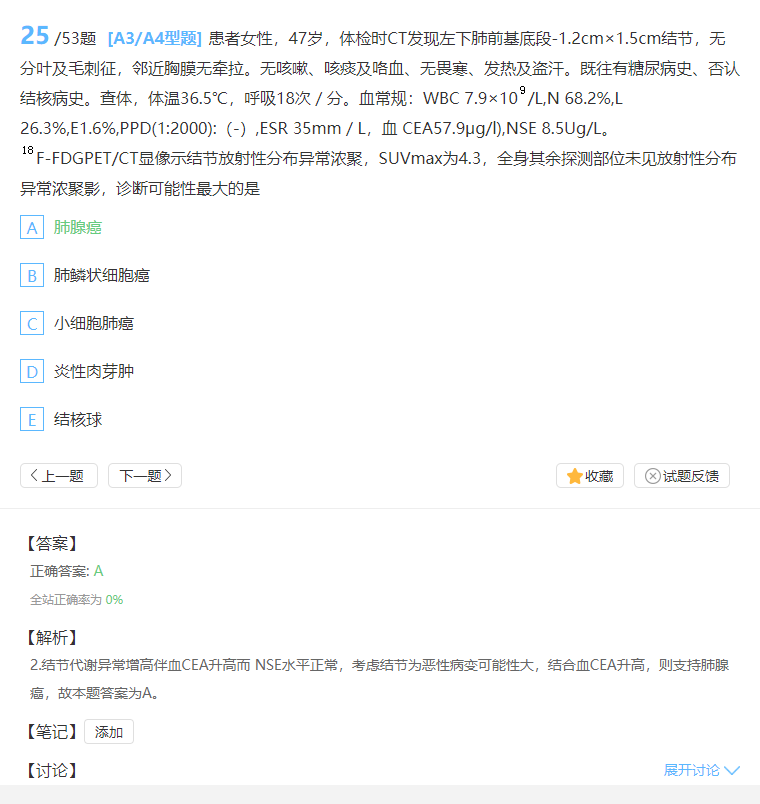 25 /53题 [A3/A4型题] 患者女性，47岁，体检时CT发现左下肺前基底段-1.2cm×1.5cm结节，无
分叶及毛刺征，邻近胸膜无牵拉。无咳嗽、咳痰及咯血、无畏寒、发热及盗汗。既往有糖尿病史、否认
结核病史。查体，体温36.5℃，呼吸18次 / 分。血常规：WBC 7.9×10⁹/L,N 68.2%,L
26.3%,E1.6%,PPD(1:2000):（-）,ESR 35mm / L，血 CEA57.9μg/l),NSE 8.5Ug/L。
¹⁸F-FDGPET/CT显像示结节放射性分布异常浓聚，SUVmax为4.3，全身其余探测部位未见放射性分布
异常浓聚影，诊断可能性最大的是
A 肺腺癌
B 肺鳞状细胞癌
C 小细胞肺癌
D 炎性肉芽肿
E 结核球
上一题 下一题 收藏 试题反馈
【答案】
正确答案: A
全站正确率为 0%
【解析】
2.结节代谢异常增高伴血CEA升高而 NSE水平正常，考虑结节为恶性病变可能性大，结合血CEA升高，则支持肺腺
癌，故本题答案为A。
【笔记】 添加
【讨论】 展开讨论